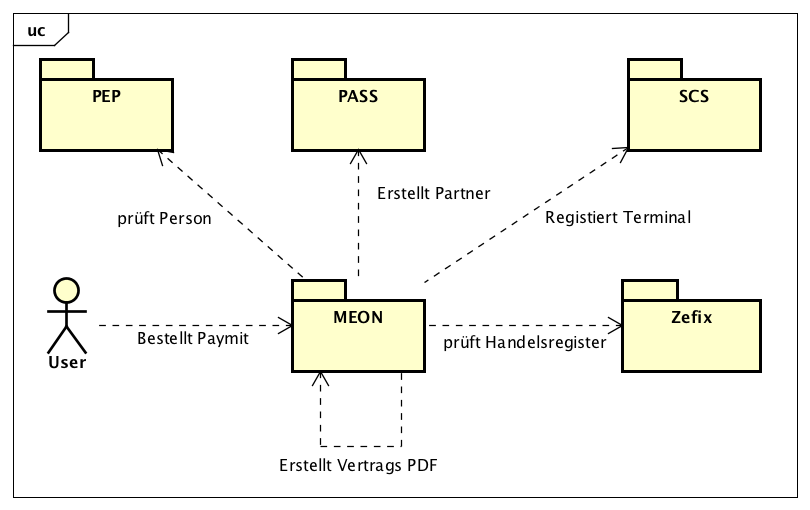 uc
PEP
PASS
SCS
Erstellt Partner
prüft Person
Registiert Terminal
MEON
Zefix
Bestellt Paymit
prüft Handelsregister
User
Erstellt Vertrags PDF